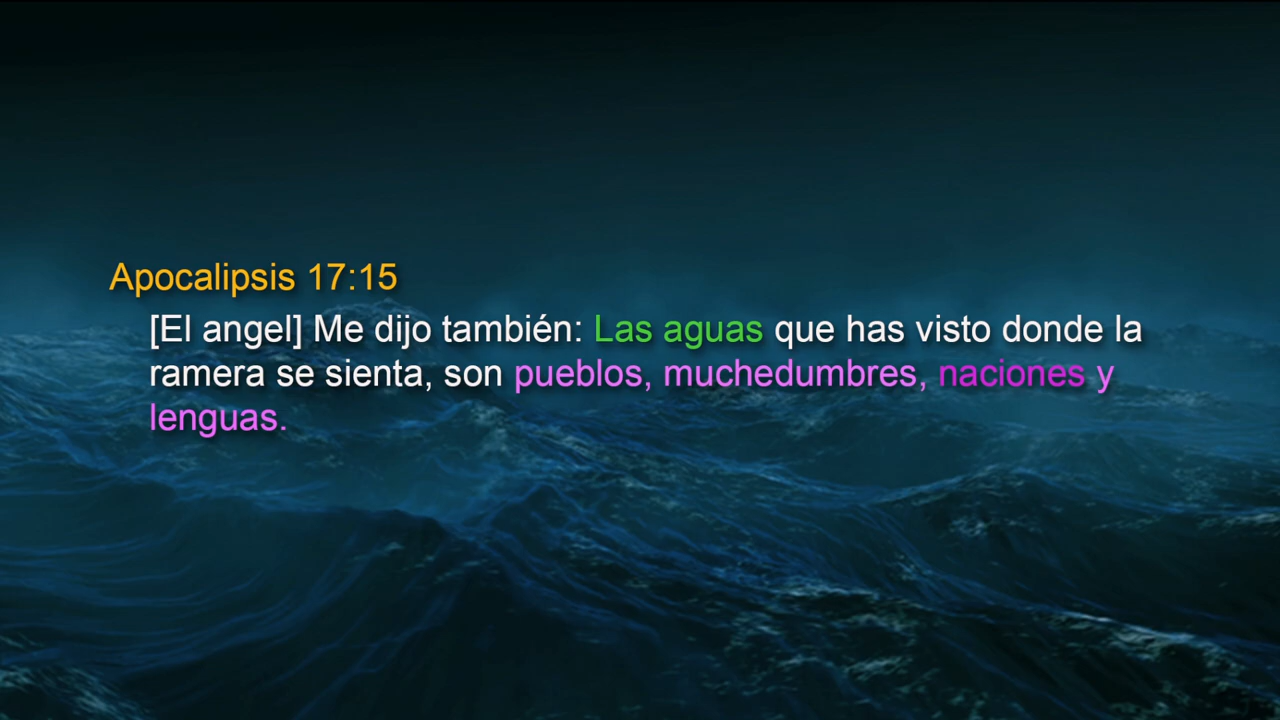 Apocalipsis 17:15
[El angel] Me dijo también: Las aguas que has visto donde la
ramera se sienta, son pueblos, muchedumbres, naciones y
lenguas.